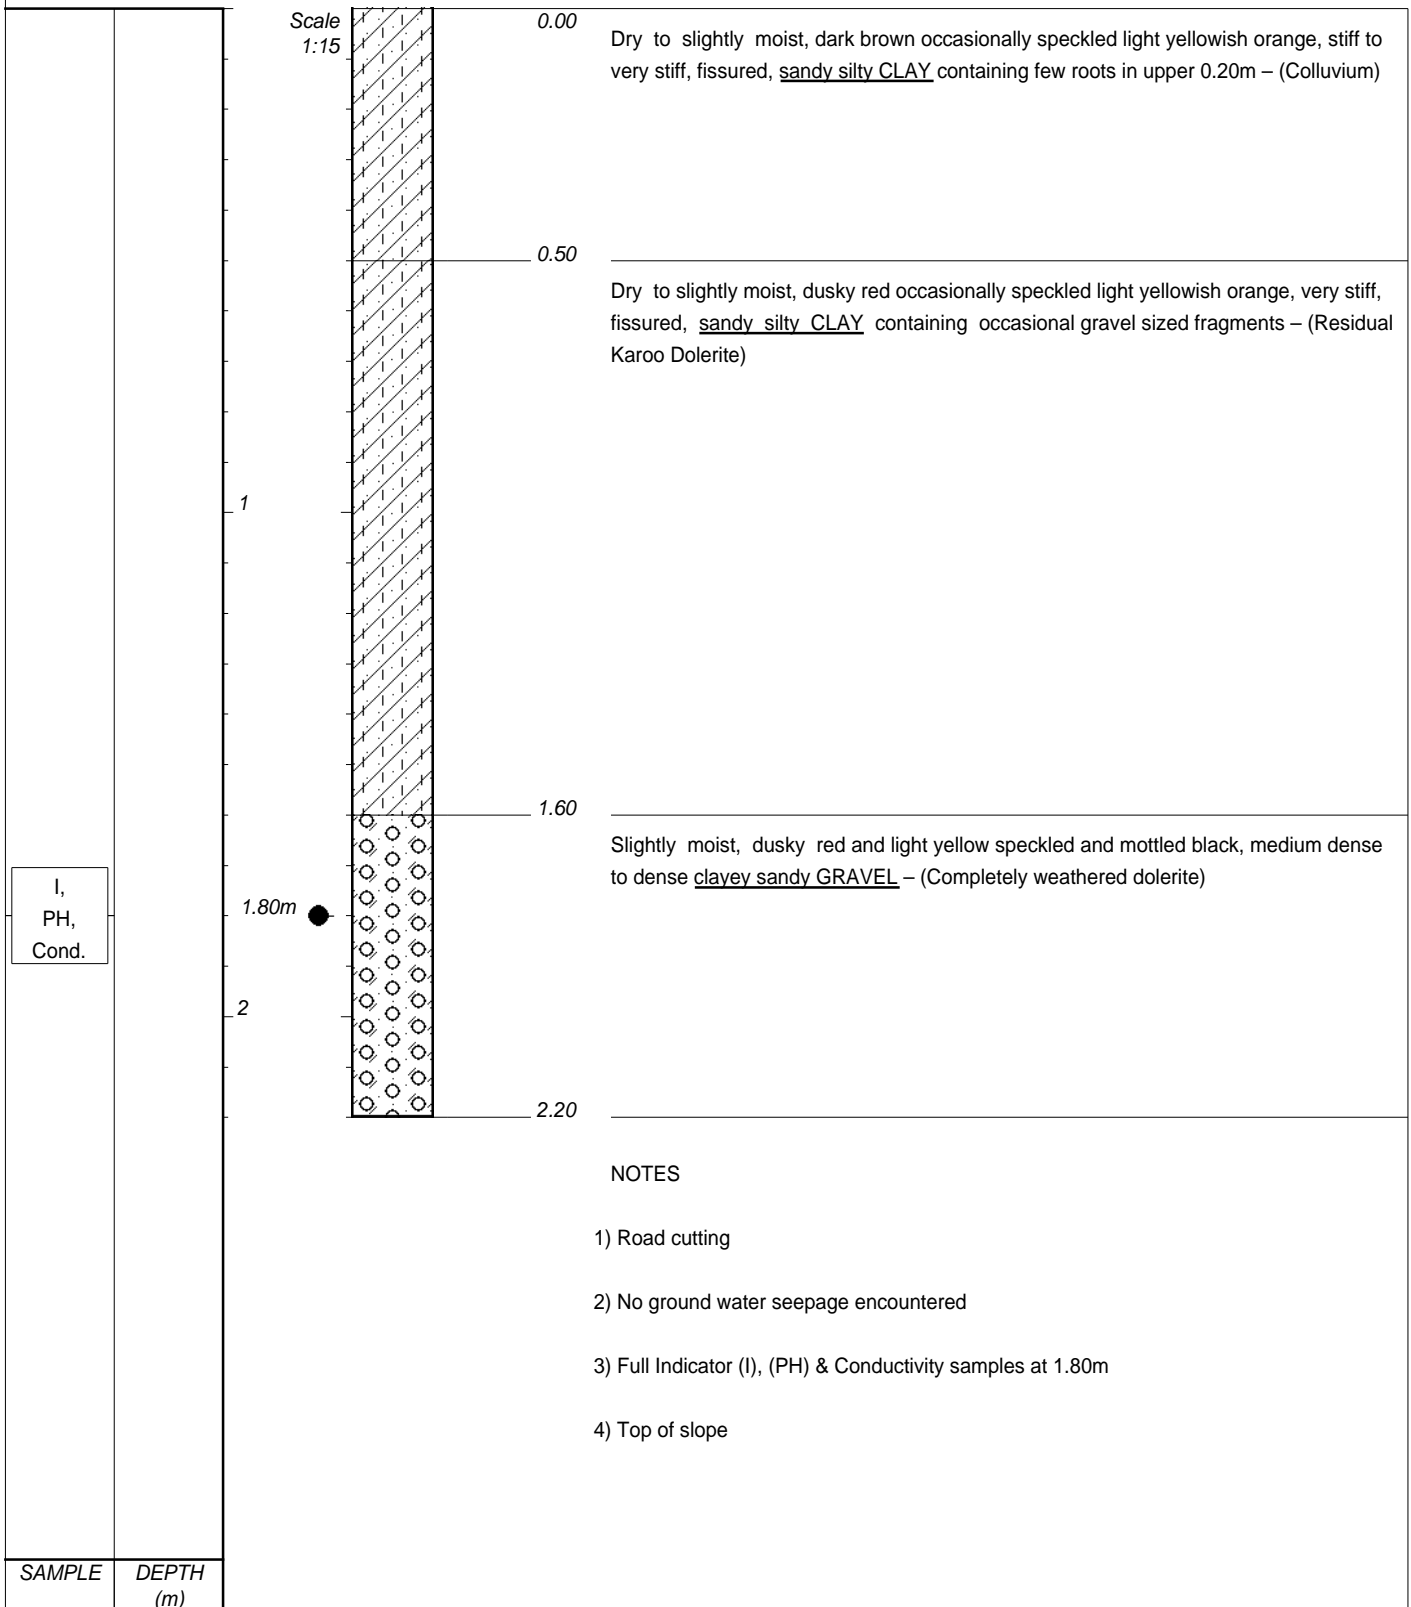 Scale
1:15
0.00
Dry to slightly moist, dark brown occasionally speckled light yellowish orange, stiff to
very stiff, fissured, sandy silty CLAY containing few roots in upper 0.20m – (Colluvium)
0.50
Dry to slightly moist, dusky red occasionally speckled light yellowish orange, very stiff,
fissured, sandy silty CLAY containing occasional gravel sized fragments – (Residual
Karoo Dolerite)
1
1.60
Slightly moist, dusky red and light yellow speckled and mottled black, medium dense
to dense clayey sandy GRAVEL – (Completely weathered dolerite)
I,
PH,
Cond.
1.80m
2
2.20
NOTES
1) Road cutting
2) No ground water seepage encountered
3) Full Indicator (I), (PH) & Conductivity samples at 1.80m
4) Top of slope
SAMPLE
DEPTH
(m)